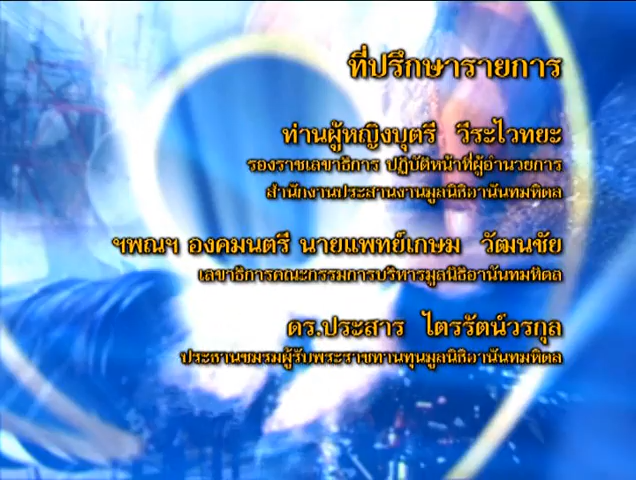 ที่ปรึกษารายการ
ท่านผู้หญิงบุตรี วีระไวทยะ
รองราชเลขาธิการ ปฏิบัติหน้าที่ผู้อำนวยการ
สำนักงานประสานงานมูลนิธิอานันทมหิดล
ฯพณฯ องคมนตรี นายแพทย์เกษม วัฒนชัย
เลขาธิการคณะกรรมการบริหารมูลนิธิอานันทมหิดล
ดร.ประสาร ไตรรัตน์วรกุล
ประธานชมรมผู้รับพระราชทานทุนมูลนิธิอานันทมหิดล